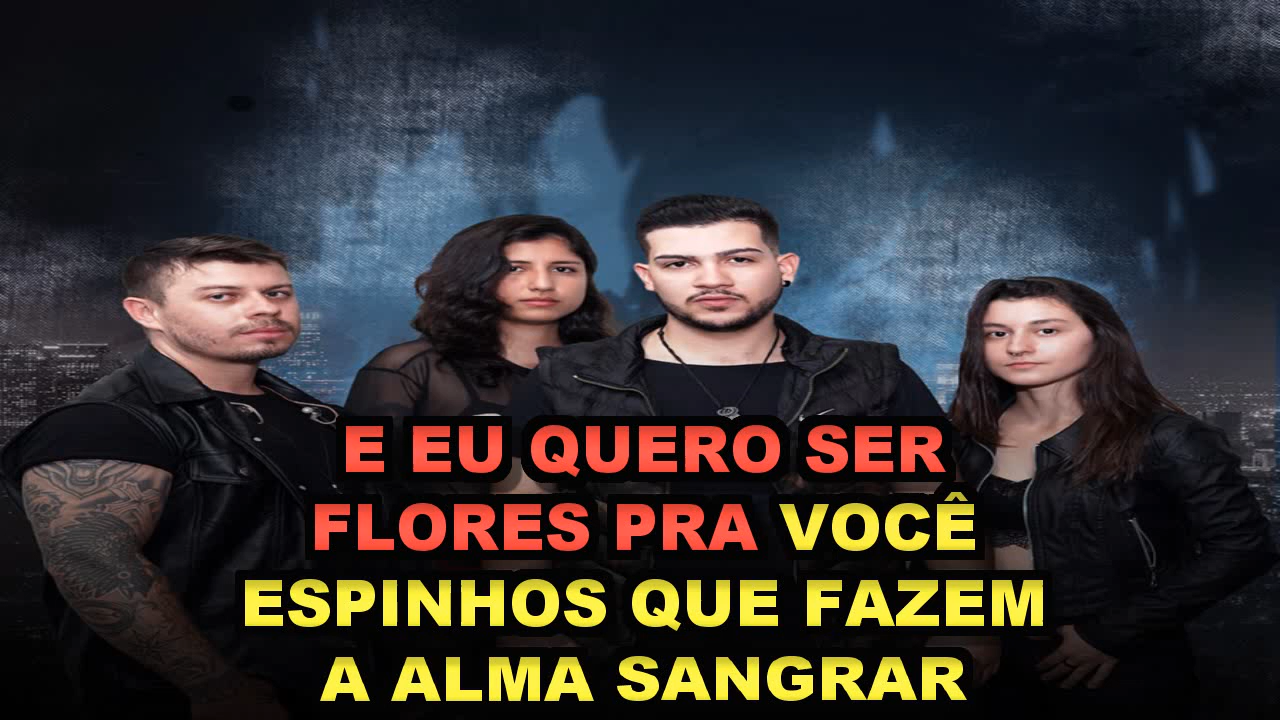 E EU QUERO SER
FLORES PRA VOCÊ
ESPINHOS QUE FAZEM
A ALMA SANGRAR